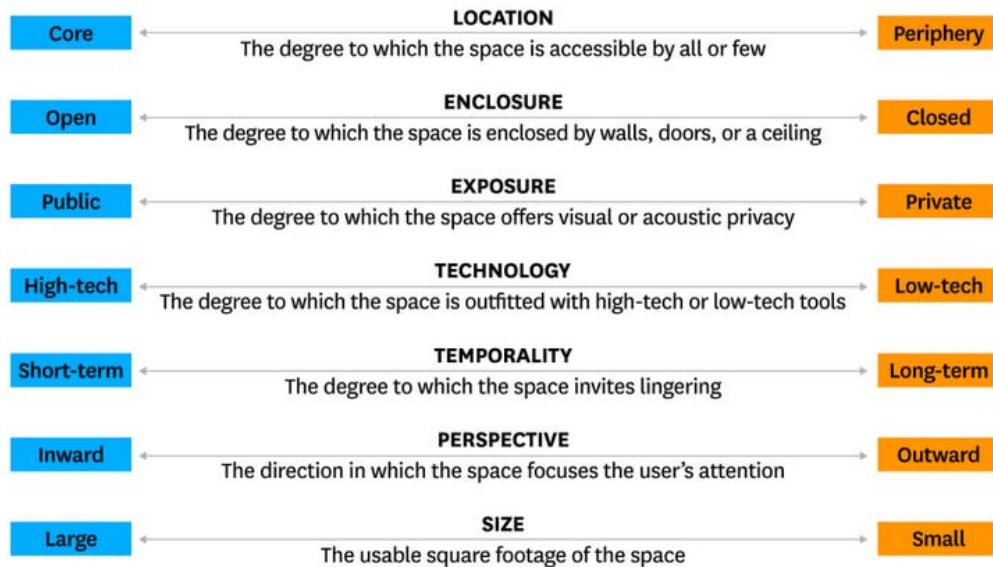 LOCATION
Core
The degree to which the space is accessible by all or few
Periphery
ENCLOSURE
Open
The degree to which the space is enclosed by walls, doors, or a ceiling
Closed
EXPOSURE
Public
The degree to which the space offers visual or acoustic privacy
Private
TECHNOLOGY
High-tech
The degree to which the space is outfitted with high-tech or low-tech tools
Low-tech
TEMPORALITY
Short-term
The degree to which the space invites lingering
Long-term
PERSPECTIVE
Inward
The direction in which the space focuses the user's attention
Outward
SIZE
Large
The usable square footage of the space
Small